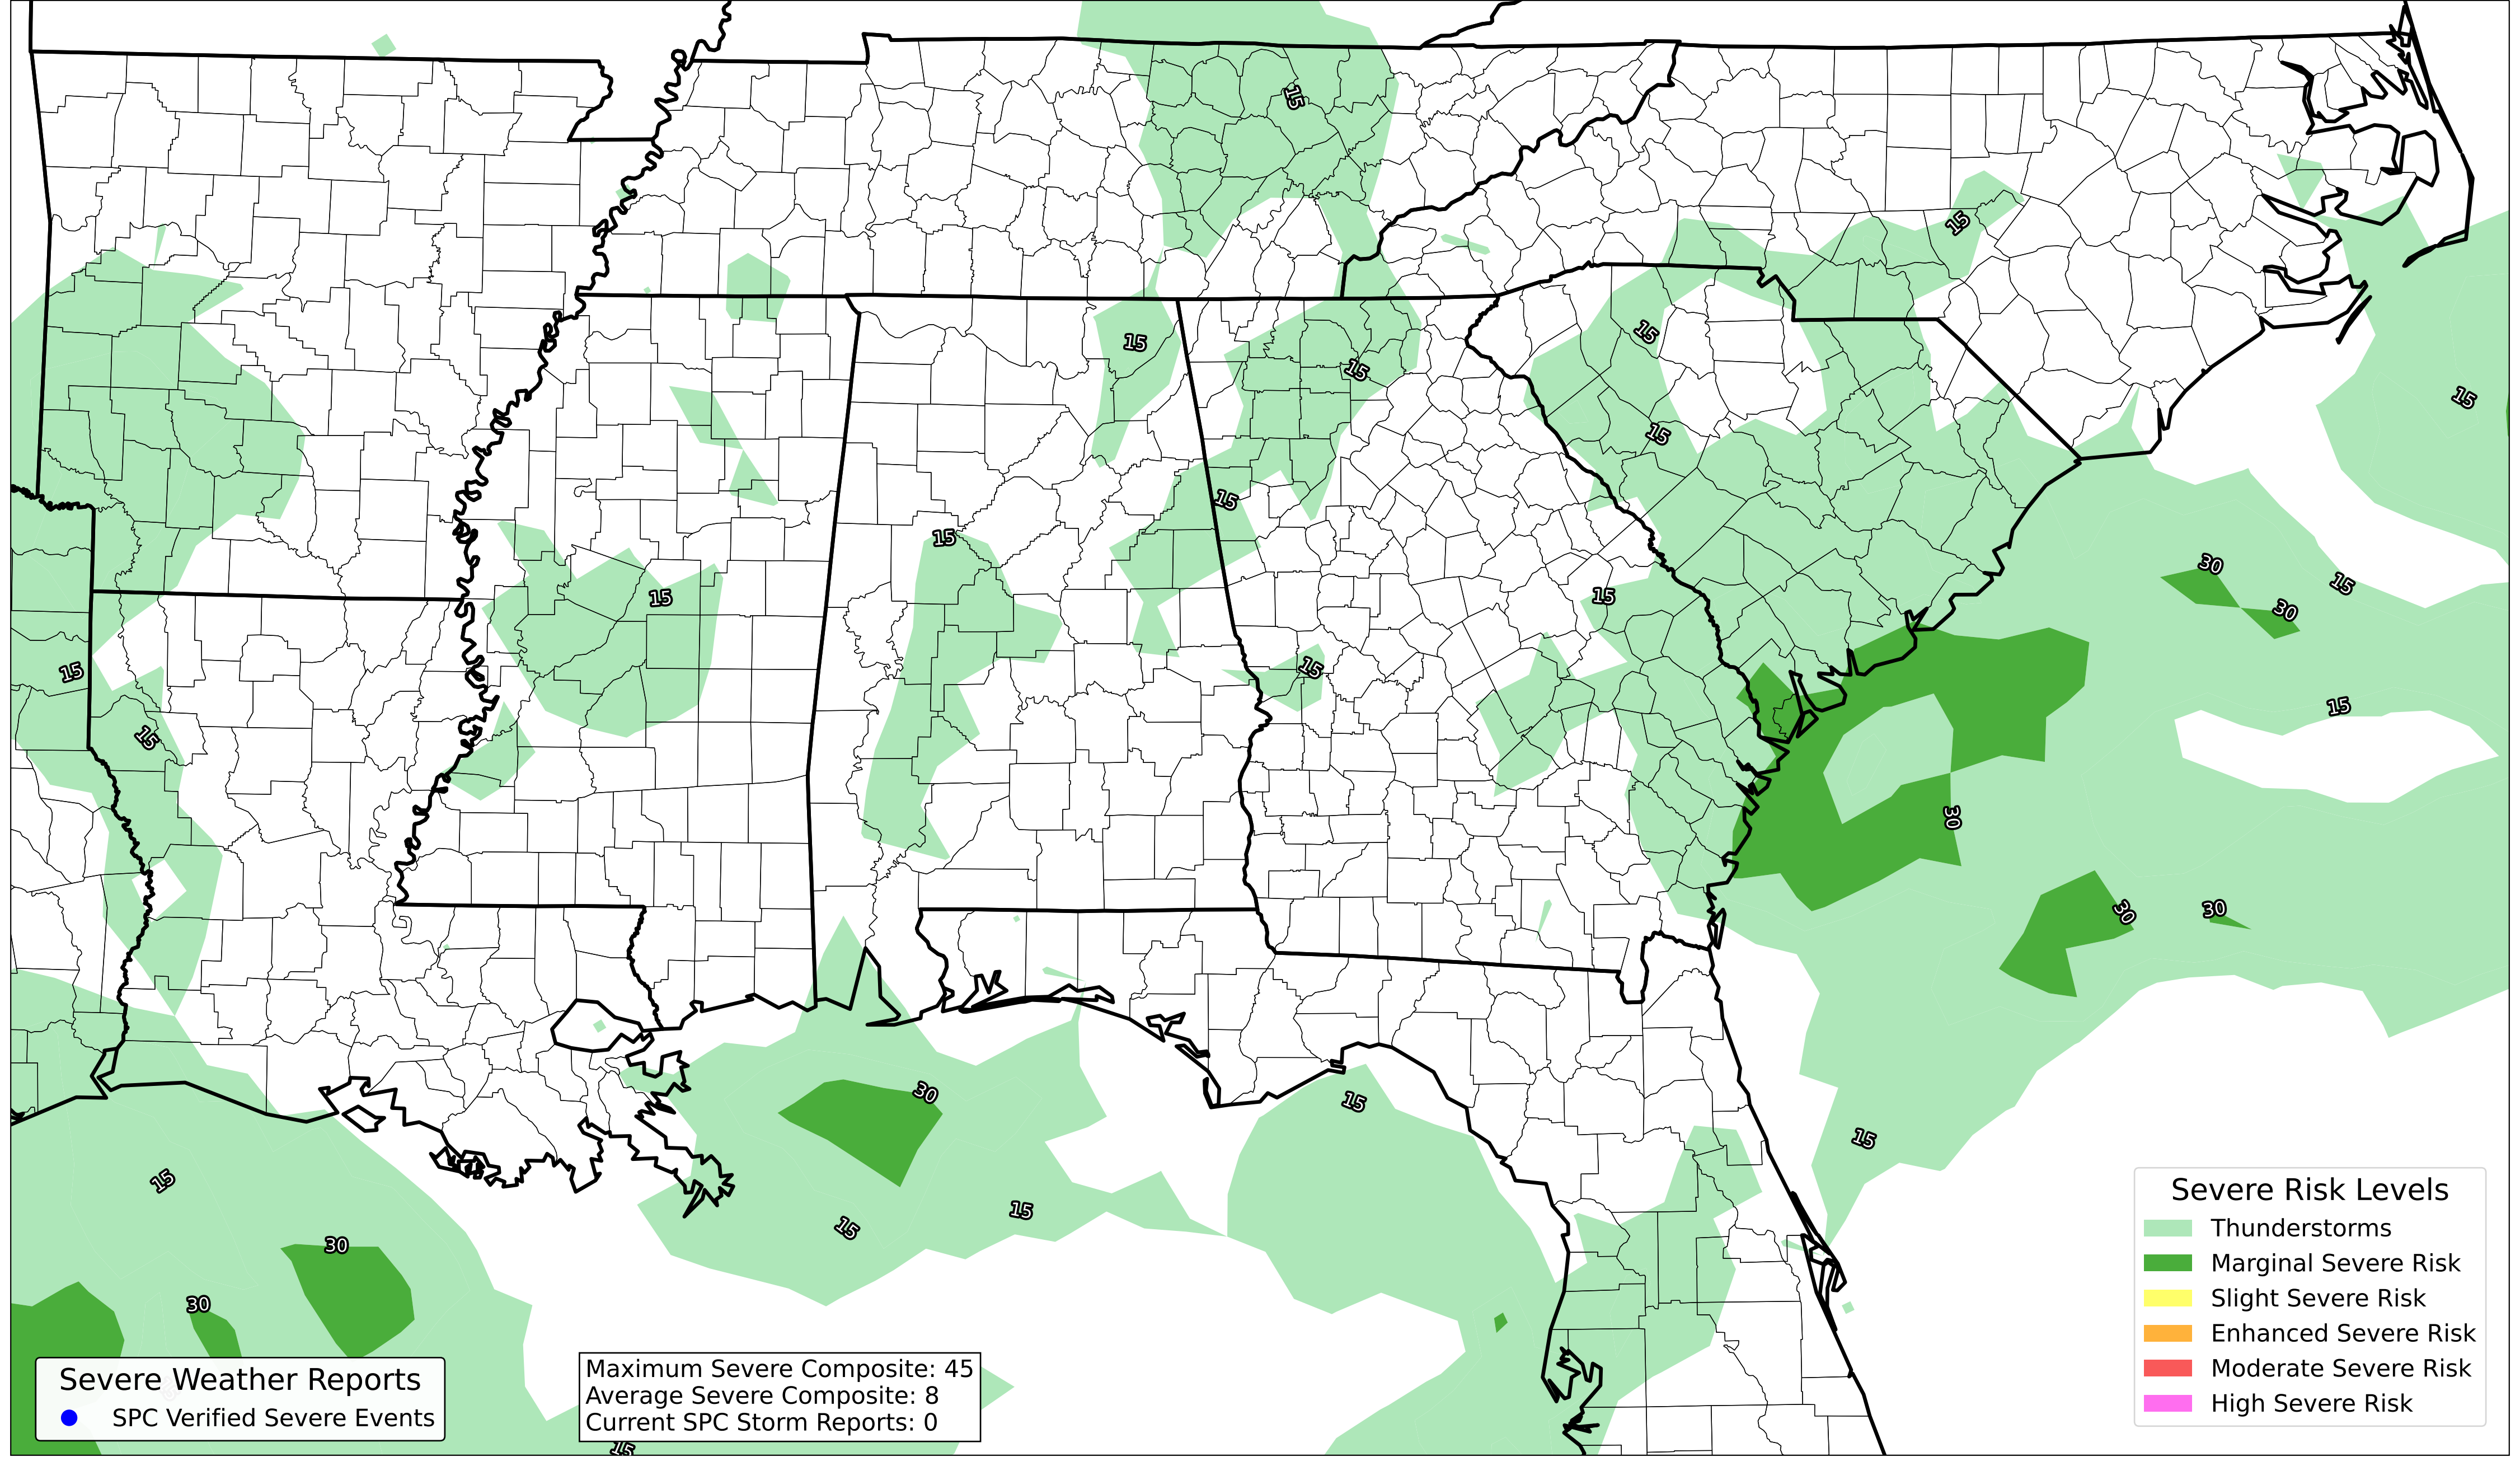 15
15
15
15
15
15
15
15
15
15
30
15
15
15
30
15
15
15
15
30
30
30
30
15
15
15
15
15
30
30
15
Severe Risk Levels
Thunderstorms
Marginal Severe Risk
Slight Severe Risk
Enhanced Severe Risk
Moderate Severe Risk
High Severe Risk
Severe Weather Reports
SPC Verified Severe Events
Maximum Severe Composite: 45
Average Severe Composite: 8
Current SPC Storm Reports: 0